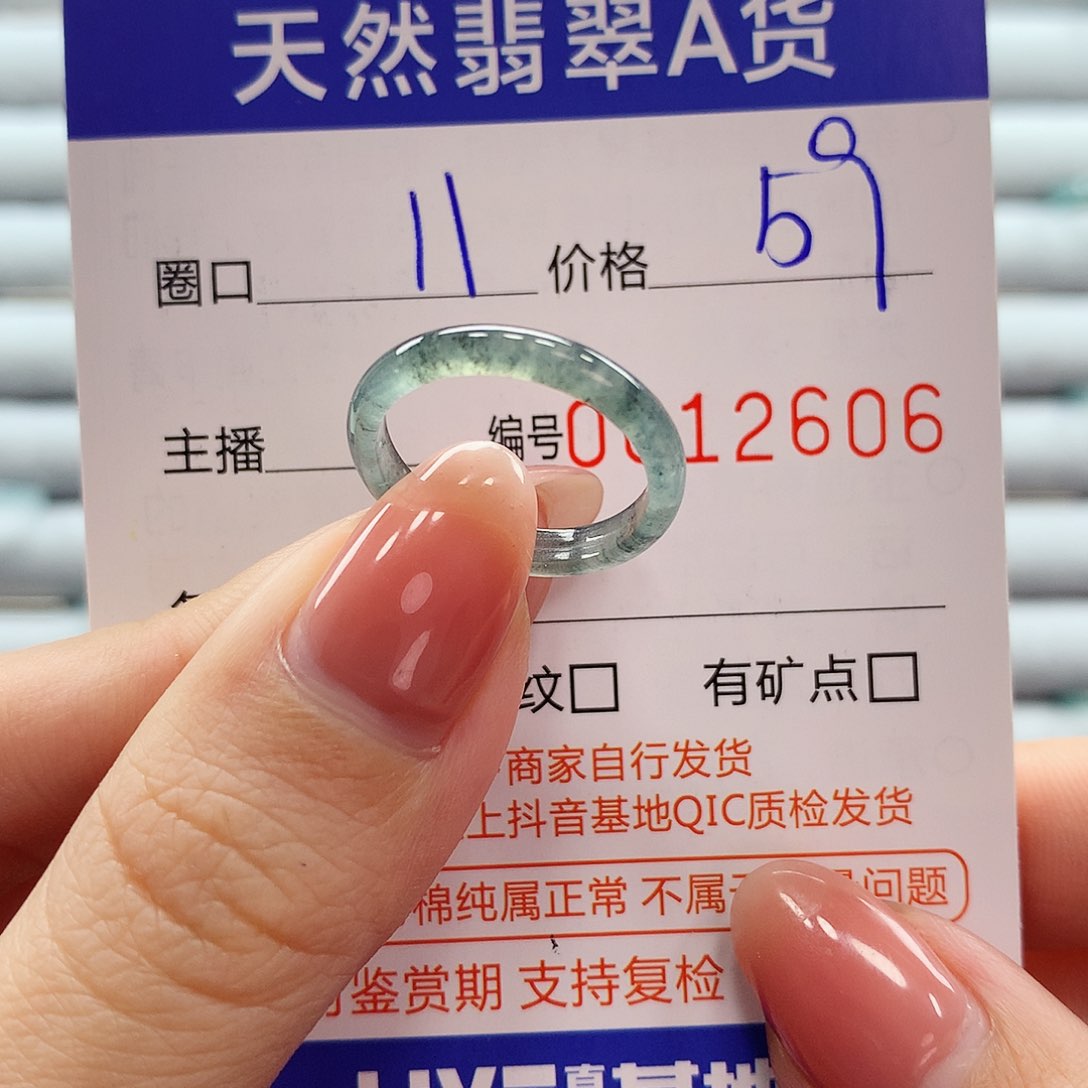 天然翡翠A货
圈口 11 价格 59
主播 编号 12606
纹□ 有矿点□
商家自行发货
上抖音基地QIC质检发货
棉纯属正常 不属 问题
鉴赏期 支持复检
基地